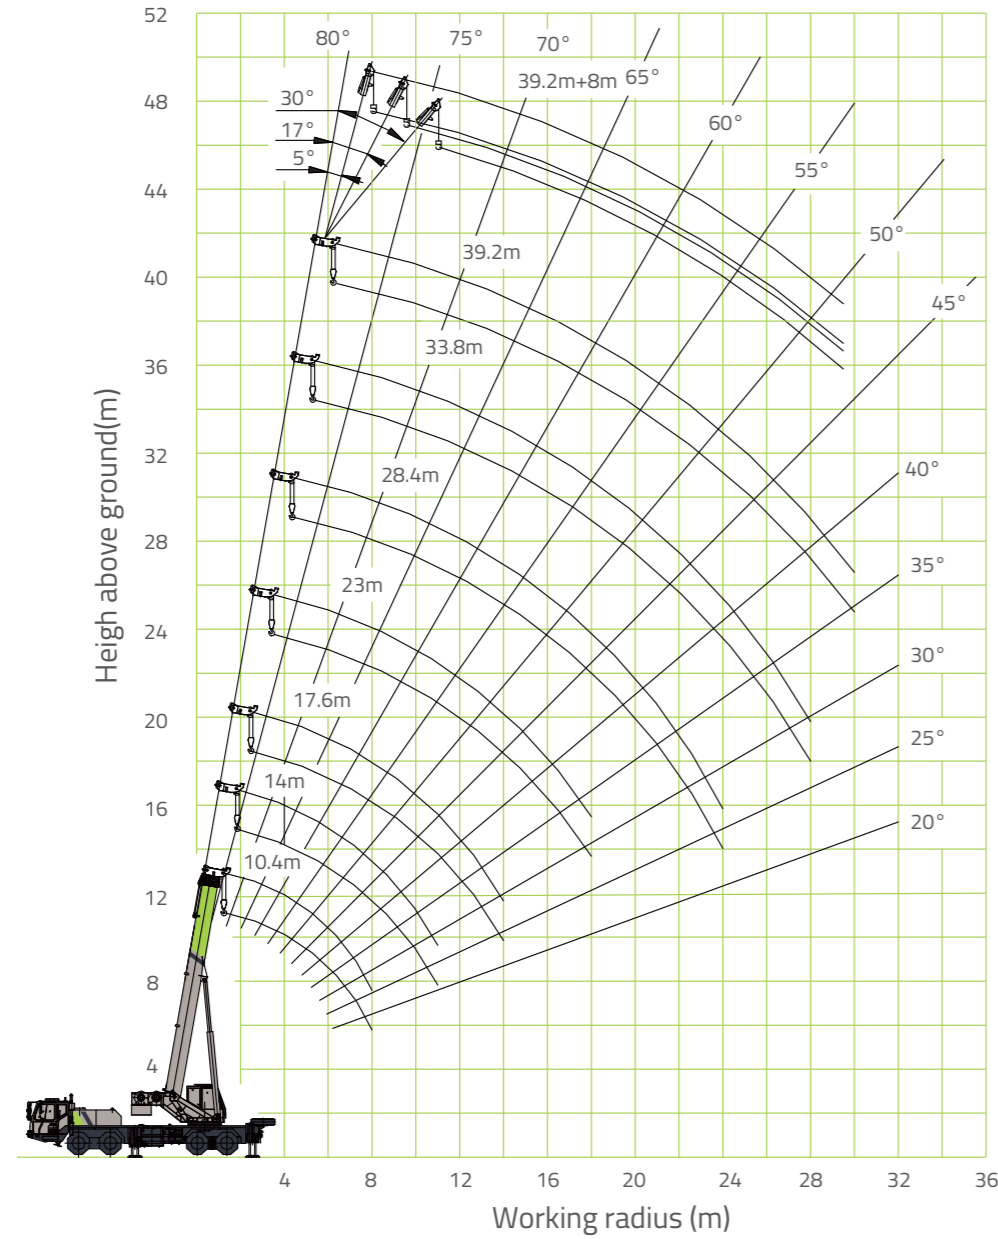 52
80°
75°
70°
39.2m+8m
65°
48
30°
60°
17°
5°
55°
44
50°
39.2m
40
45°
33.8m
36
40°
32
28.4m
35°
28
23m
24
30°
17.6m
20
25°
14m
16
20°
10.4m
12
8
4
Heigh above ground(m)
4 8 12 16 20 24 28 32 36
Working radius (m)